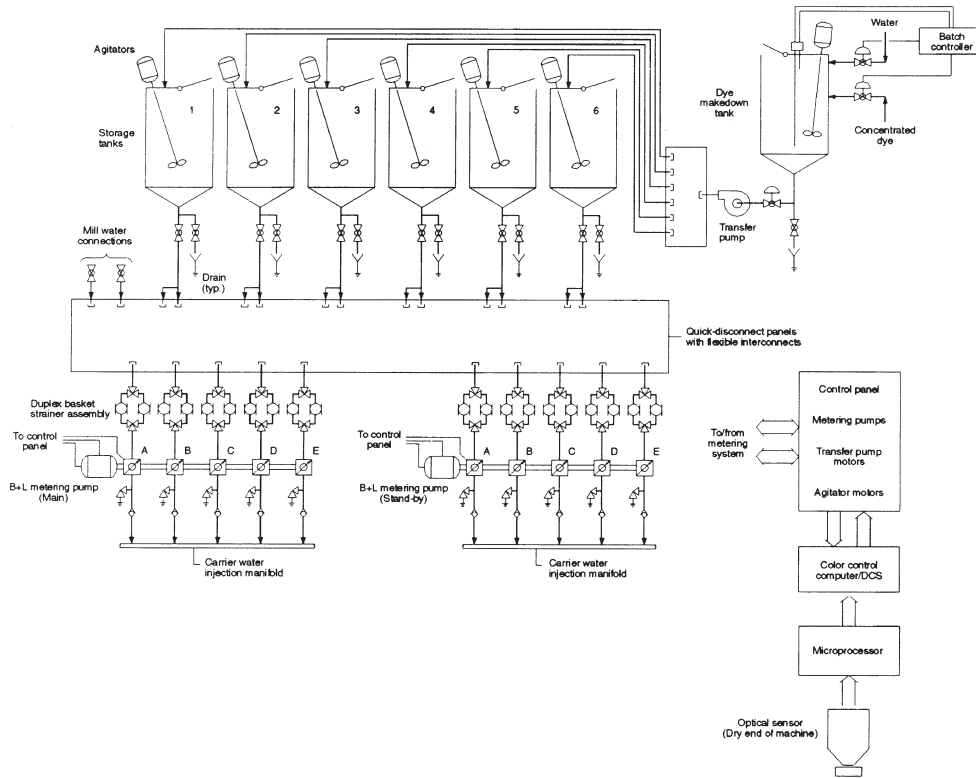 Water
Batch
controller
Agitators
1
2
3
4
5
6
Dye
makedown
tank
Storage
tanks
Concentrated
dye
Mill water
connections
Transfer
pump
Drain
(typ.)
Quick-disconnect panels
with flexible interconnects
Duplex basket
strainer assembly
To control
panel
A
B
C
D
E
B+L metering pump
(Main)
Carrier water
injection manifold
To control
panel
A
B
C
D
E
B+L metering pump
(Stand-by)
Carrier water
injection manifold
Control panel
Metering pumps
To/from
metering
system
Transfer pump
motors
Agitator motors
Color control
computer/DCS
Microprocessor
Optical sensor
(Dry end of machine)